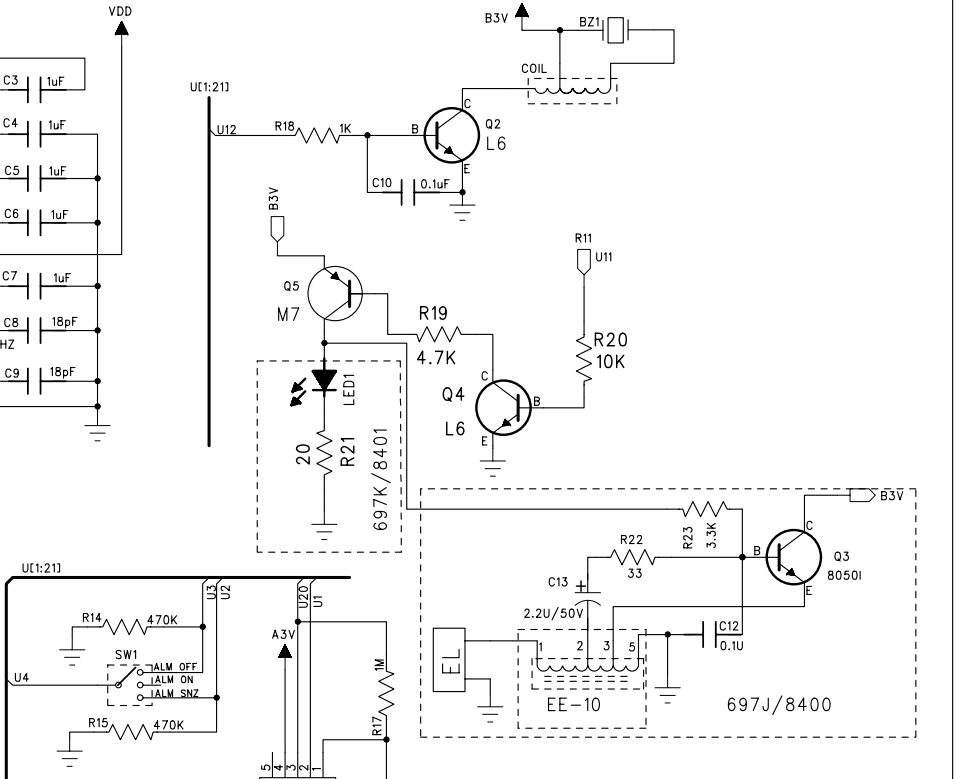 VDD
B3V
BZ1
COIL
C3 1uF
U[1:21]
C4 1uF
U12
R18 1K
B
C
E
Q2
L6
C5 1uF
C10 0.1uF
C6 1uF
B3V
R11
U11
C7 1uF
Q5
M7
C8 18pF
HZ
R19
4.7K
R20
10K
C9 18pF
LED1
20
R21
697K/8401
C
Q4
B
L6
E
B3V
R23
3.3K
C
B
E
Q3
8050I
R22
33
C13
+
2.2U/50V
C12
0.1U
EL
1 2 3 5
EE-10
697J/8400
U[1:21]
U3
U2
U20
U1
R14 470K
A3V
SW1
ALM OFF
ALM ON
ALM SNZ
U4
R15 470K
1M
R17
5
4
3
2
1